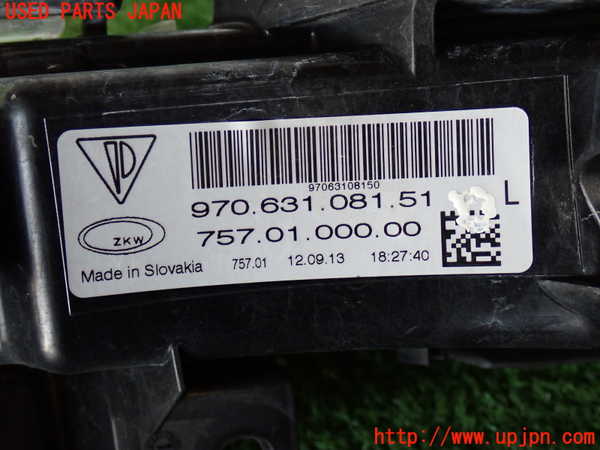 USED PARTS JAPAN
97063108150
970.631.081.51
L
ZKW
757.01.000.00
Made in Slovakia 757.01 12.09.13 18:27:40
http://www.upjpn.com/